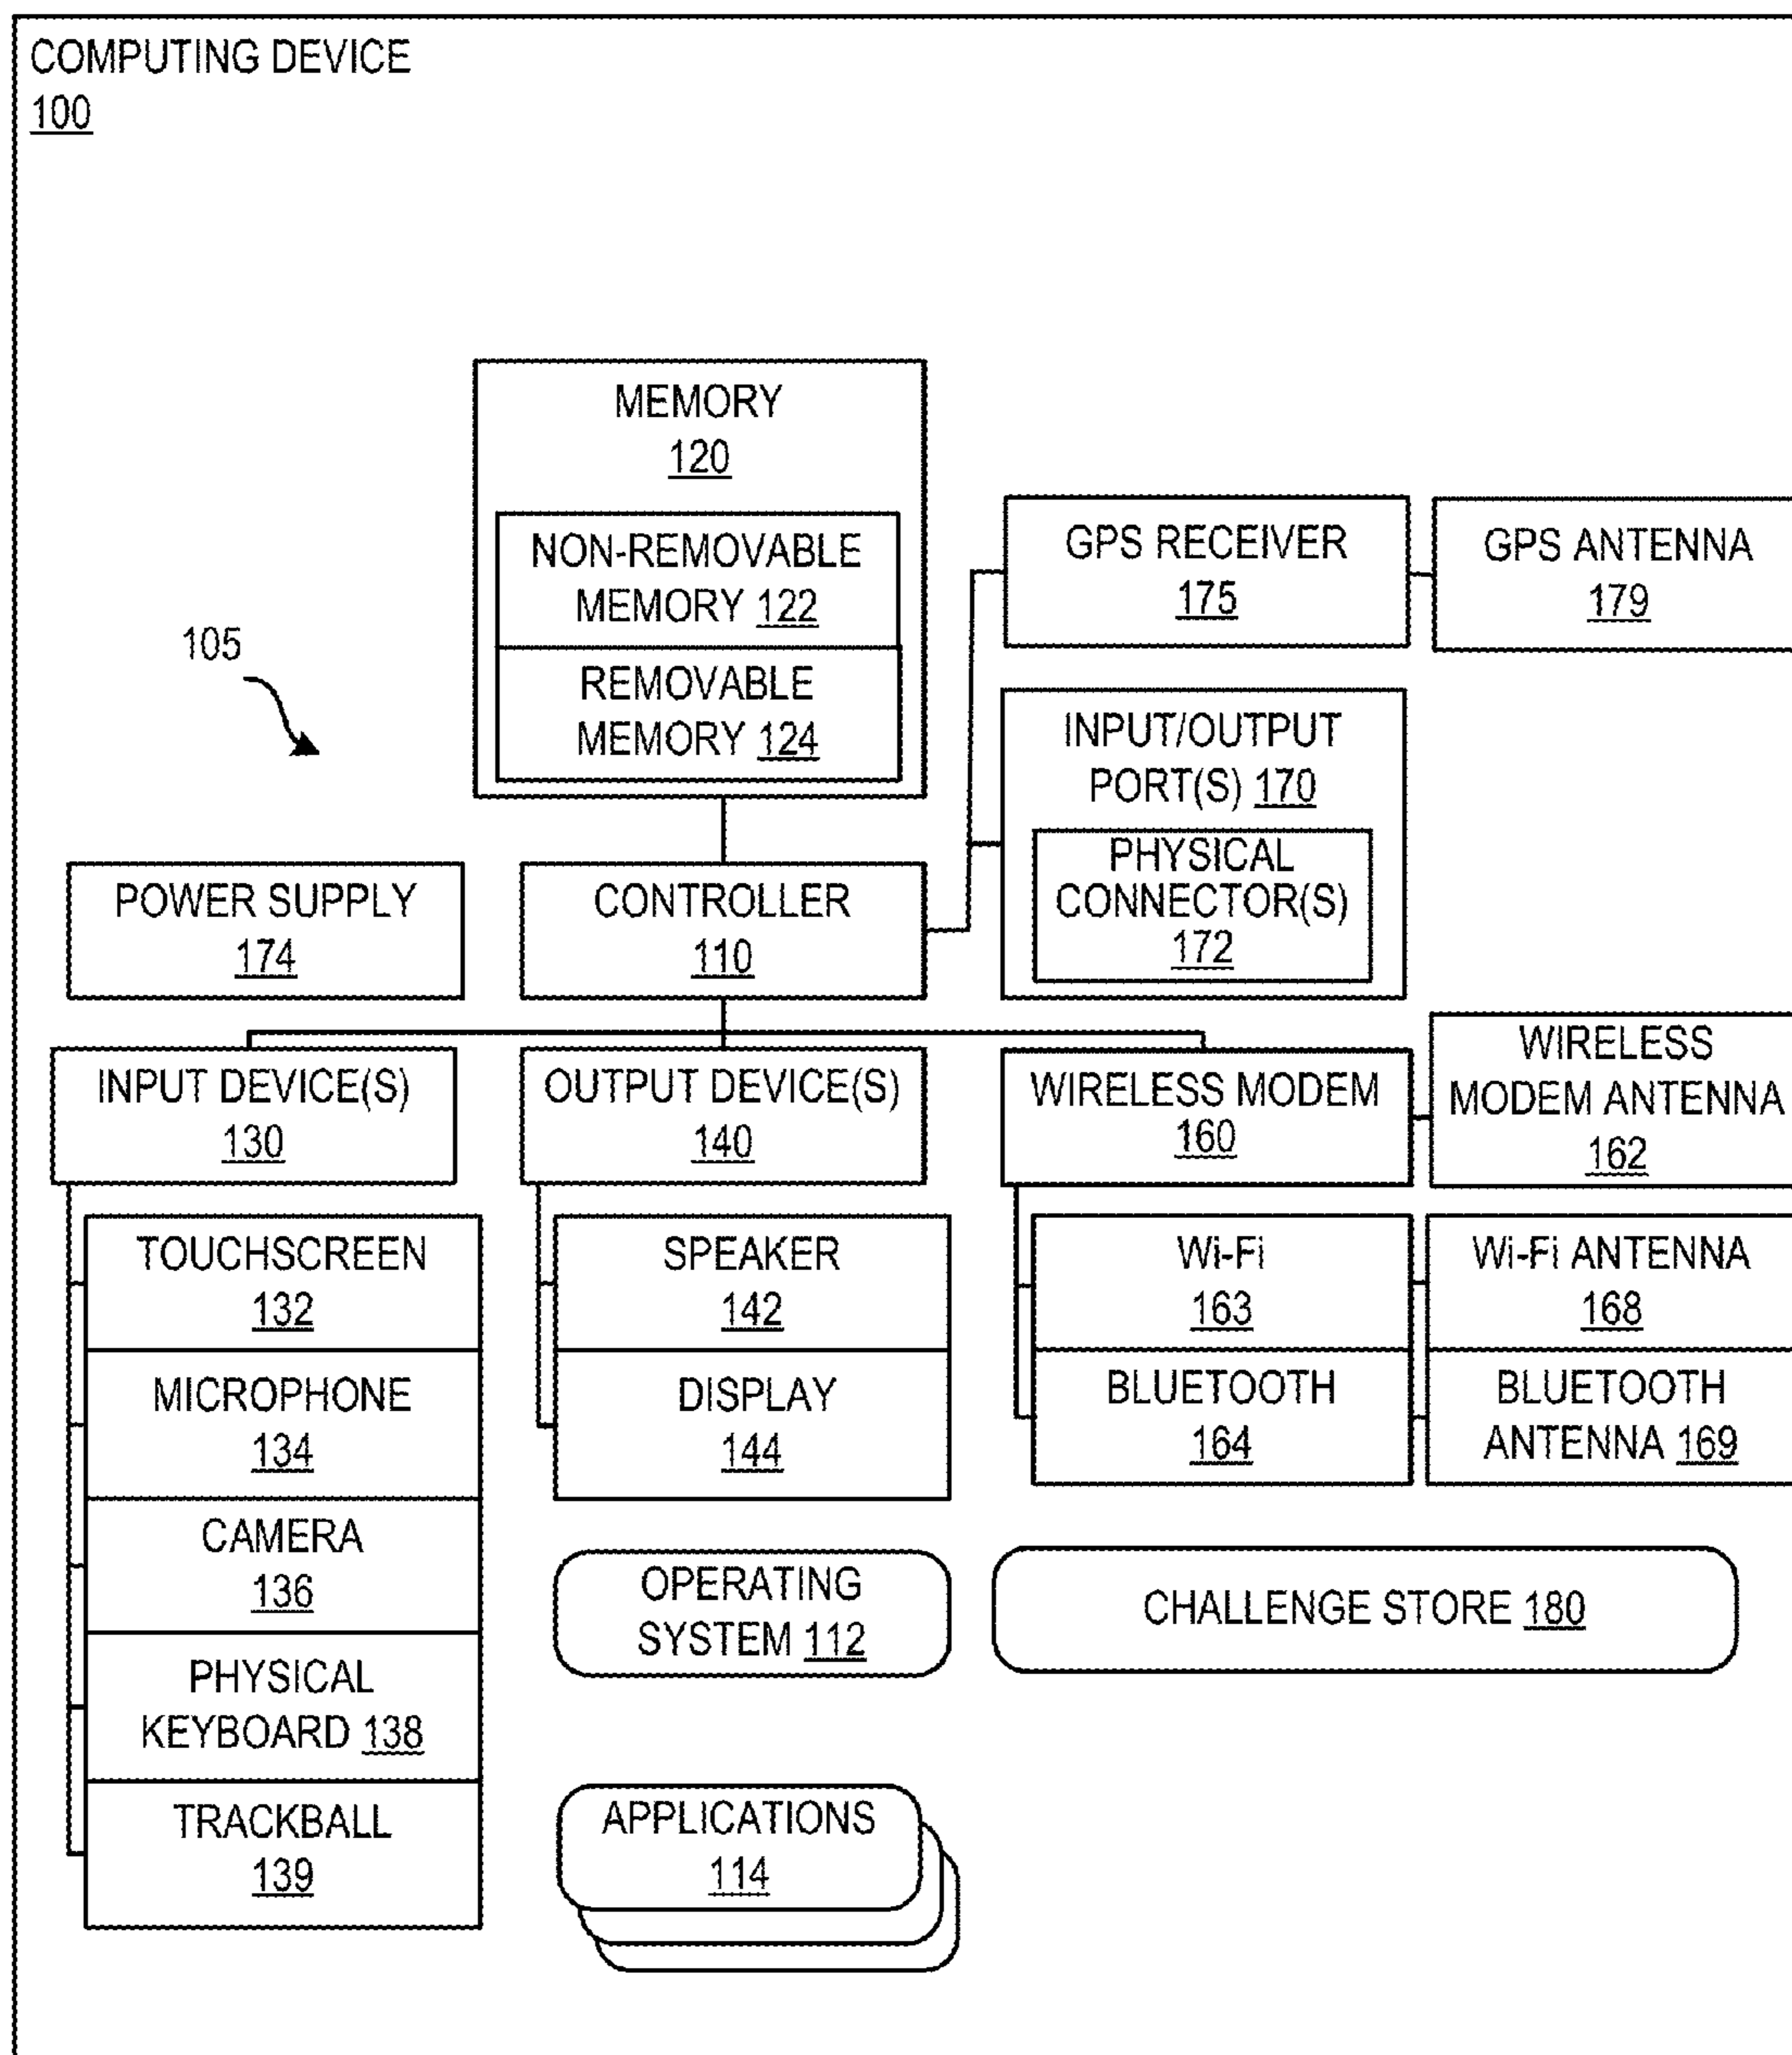 COMPUTING DEVICE
100
MEMORY
120
NON-REMOVABLE
MEMORY 122
REMOVABLE
MEMORY 124
GPS RECEIVER
175
GPS ANTENNA
179
105
INPUT/OUTPUT
PORT(S) 170
PHYSICAL
CONNECTOR(S)
172
POWER SUPPLY
174
CONTROLLER
110
INPUT DEVICE(S)
130
OUTPUT DEVICE(S)
140
WIRELESS MODEM
160
WIRELESS
MODEM ANTENNA
162
TOUCHSCREEN
132
MICROPHONE
134
CAMERA
136
PHYSICAL
KEYBOARD 138
TRACKBALL
139
SPEAKER
142
DISPLAY
144
Wi-Fi
163
BLUETOOTH
164
Wi-Fi ANTENNA
168
BLUETOOTH
ANTENNA 169
OPERATING
SYSTEM 112
CHALLENGE STORE 180
APPLICATIONS
114